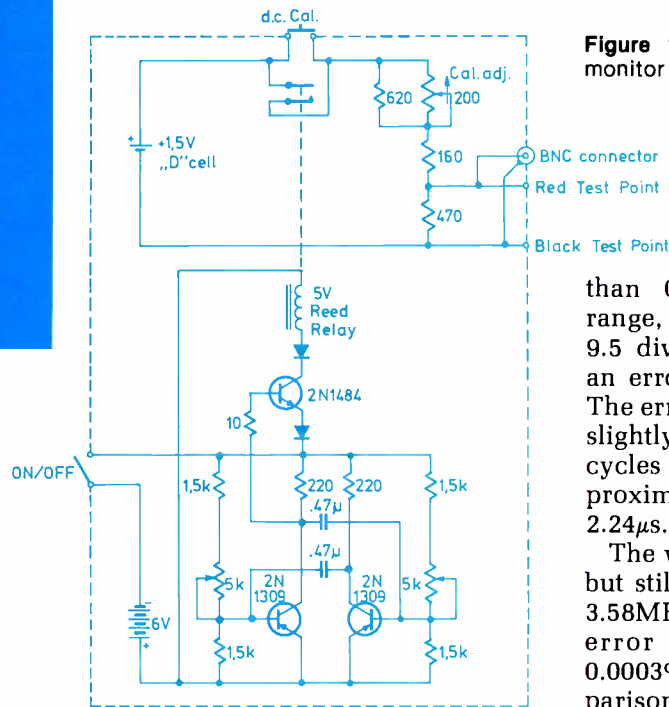 d.c. Cal.
Figure
monitor
Cal.adj.
620
200
+
+1,5V
„D"cell
160
BNC connector
Red Test Point
470
Black Test Point
5V
Reed
Relay
than
range,
9.5 div
an erro
The err
slightly
cycles
proxim
2.24µs.
The
but stil
3.58MH
error
0.0003%
parison
2N1484
10
ON/OFF
1,5k
220
220
1,5k
.47µ
.47µ
5k
2N
1309
2N
1309
5k
-
6V
+
1,5k
1,5k